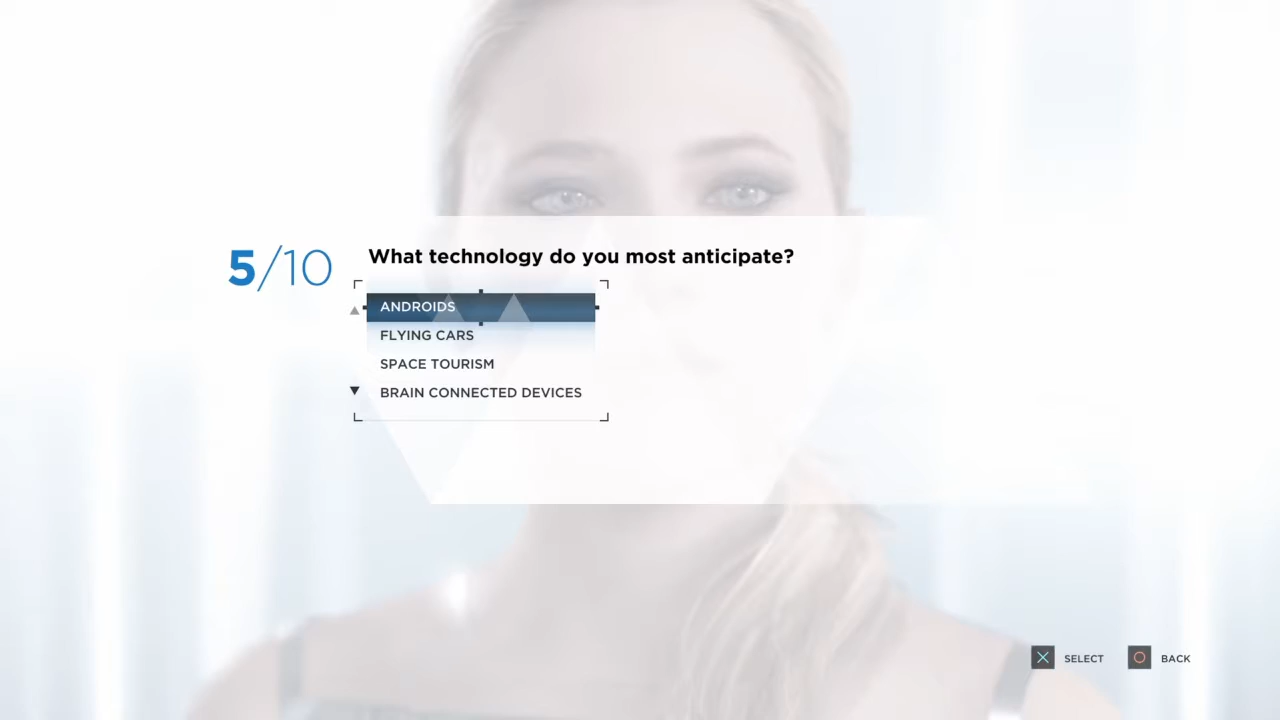 5/10
What technology do you most anticipate?
ANDROIDS
FLYING CARS
SPACE TOURISM
BRAIN CONNECTED DEVICES
SELECT BACK